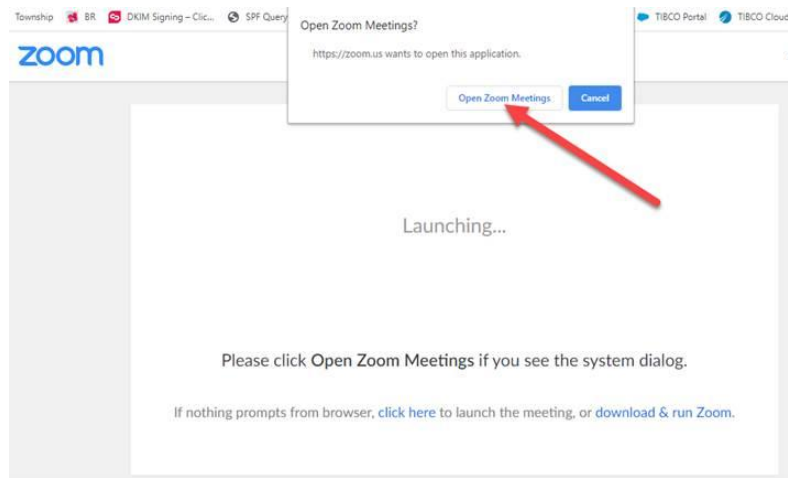 Township BR DKIM Signing – Clic... SPF Query TIBCO Portal TIBCO Cloud
Open Zoom Meetings?
https://zoom.us wants to open this application.
Open Zoom Meetings Cancel
zoom
Launching...
Please click Open Zoom Meetings if you see the system dialog.
If nothing prompts from browser, click here to launch the meeting, or download & run Zoom.